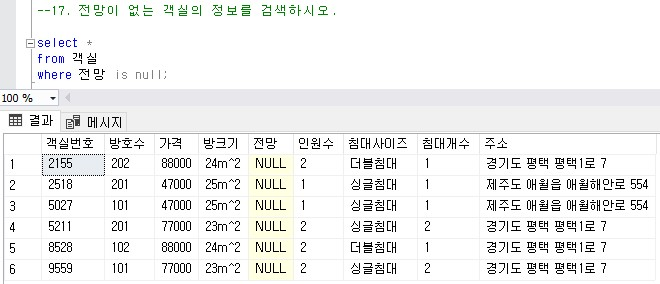 --17. 전망이 없는 객실의 정보를 검색하시오.
select *
from 객실
where 전망 is null;
100 %
결과 메시지
객실번호 방호수 가격 방크기 전망 인원수 침대사이즈 침대개수 주소
1 2155 202 88000 24m^2 NULL 2 더블침대 1 경기도 평택 평택1로 7
2 2518 201 47000 25m^2 NULL 1 싱글침대 1 제주도 애월읍 애월해안로 554
3 5027 101 47000 25m^2 NULL 1 싱글침대 1 제주도 애월읍 애월해안로 554
4 5211 201 77000 23m^2 NULL 2 싱글침대 2 경기도 평택 평택1로 7
5 8528 102 88000 24m^2 NULL 2 더블침대 1 경기도 평택 평택1로 7
6 9559 101 77000 23m^2 NULL 2 싱글침대 2 경기도 평택 평택1로 7